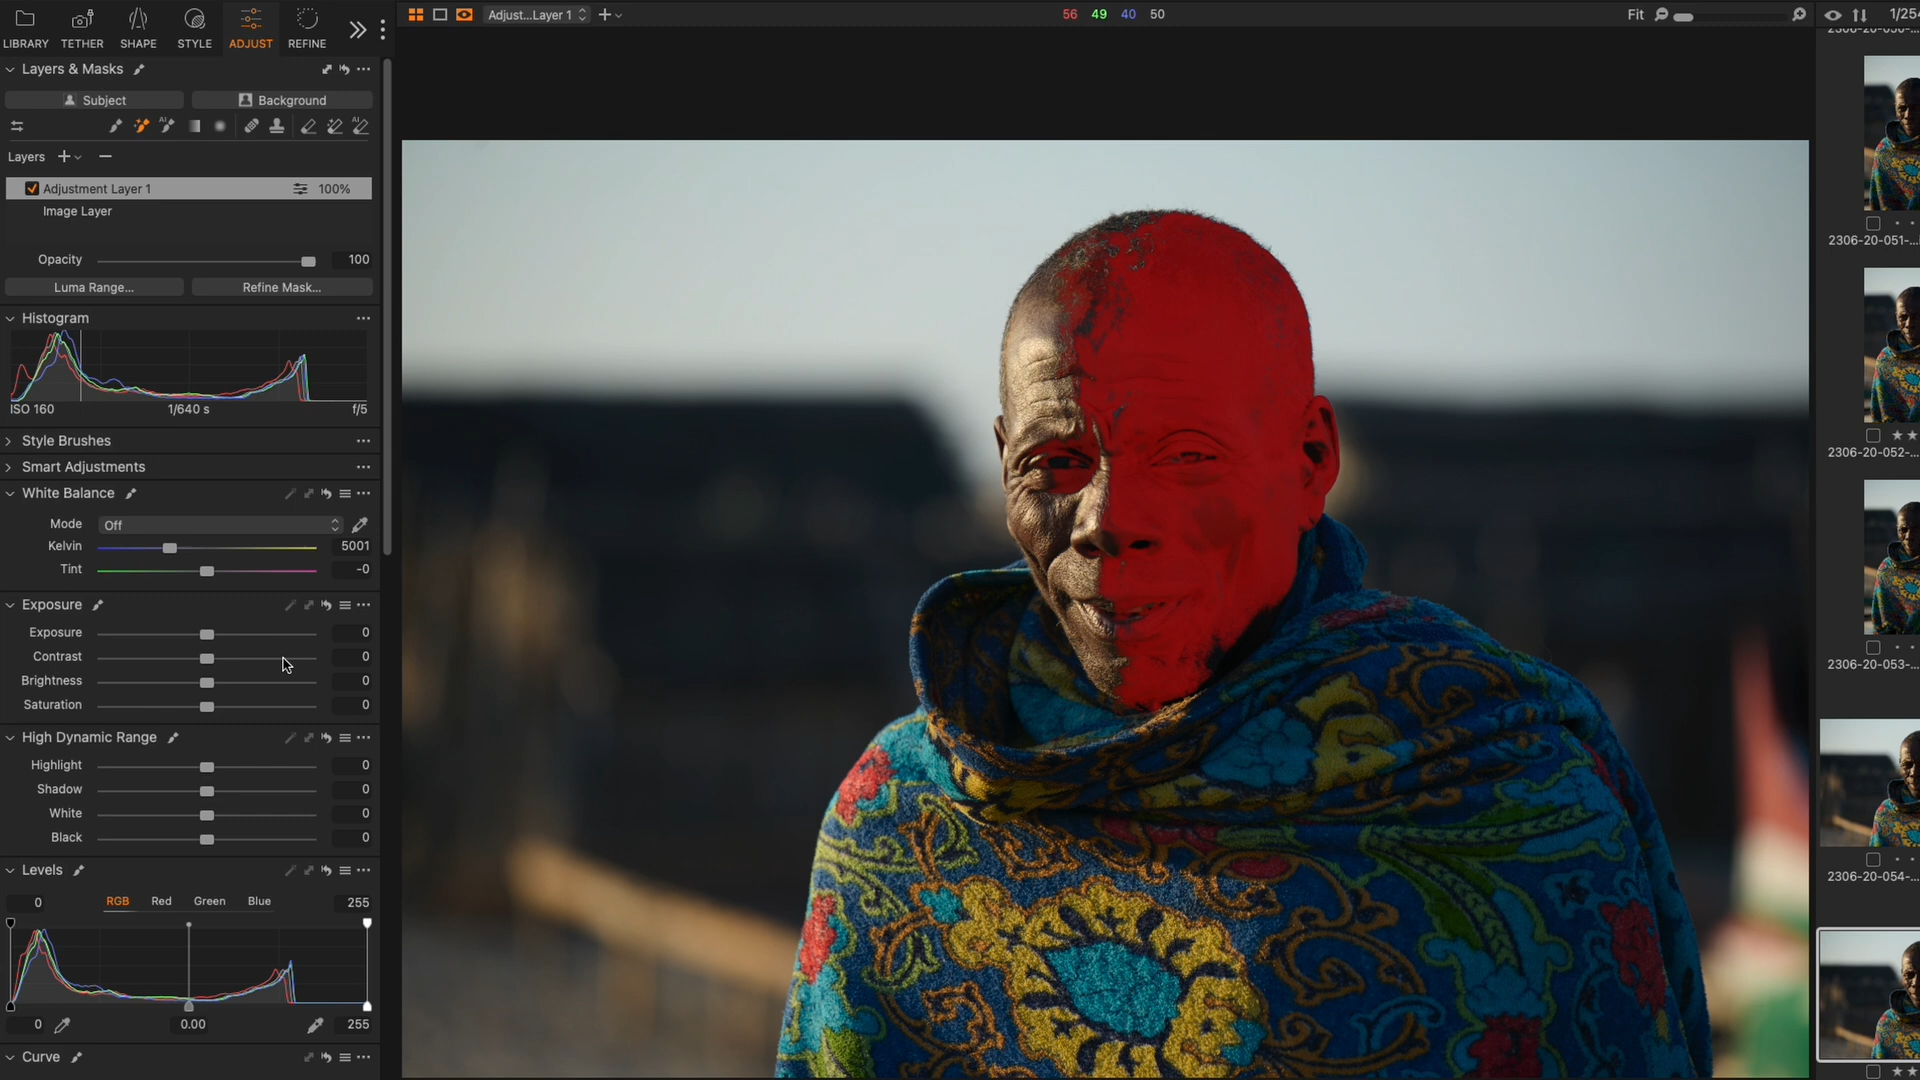 LIBRARY TETHER SHAPE STYLE ADJUST REFINE
Adjust...Layer 1
56 49 40 50
Fit
1/254
Layers & Masks
Subject Background
AI AI
Layers
Adjustment Layer 1 100%
Image Layer
Opacity 100
Luma Range... Refine Mask...
Histogram
ISO 160 1/640 s f/5
Style Brushes
Smart Adjustments
White Balance
Mode Off
Kelvin 5001
Tint -0
Exposure
Exposure 0
Contrast 0
Brightness 0
Saturation 0
High Dynamic Range
Highlight 0
Shadow 0
White 0
Black 0
Levels
0 RGB Red Green Blue 255
0 0.00 255
Curve
2306-20-051-...
2306-20-052-...
2306-20-053-...
2306-20-054-...